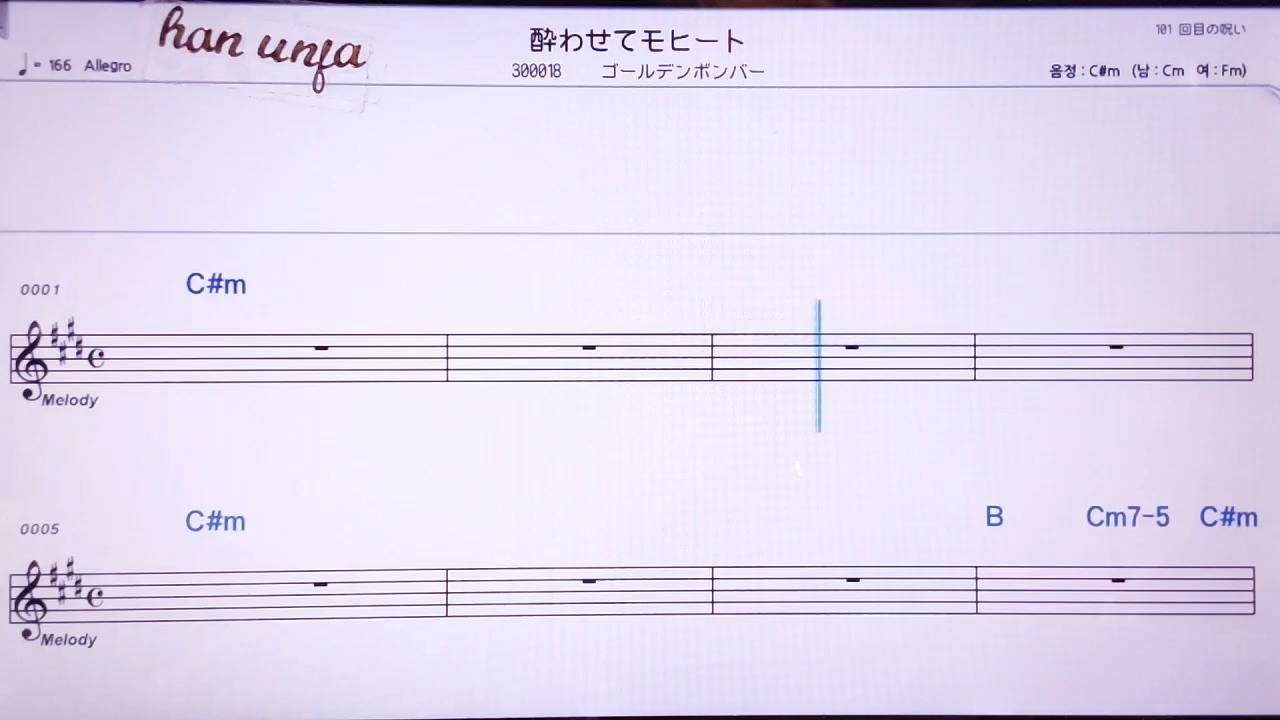 han unfa
酔わせてモヒート
101 回目の呪い
♩= 166 Allegro
300018 ゴールデンボンバー
음정 : C#m (남 : Cm 여 : Fm)
0001 C#m
Melody
0005 C#m B Cm7-5 C#m
Melody